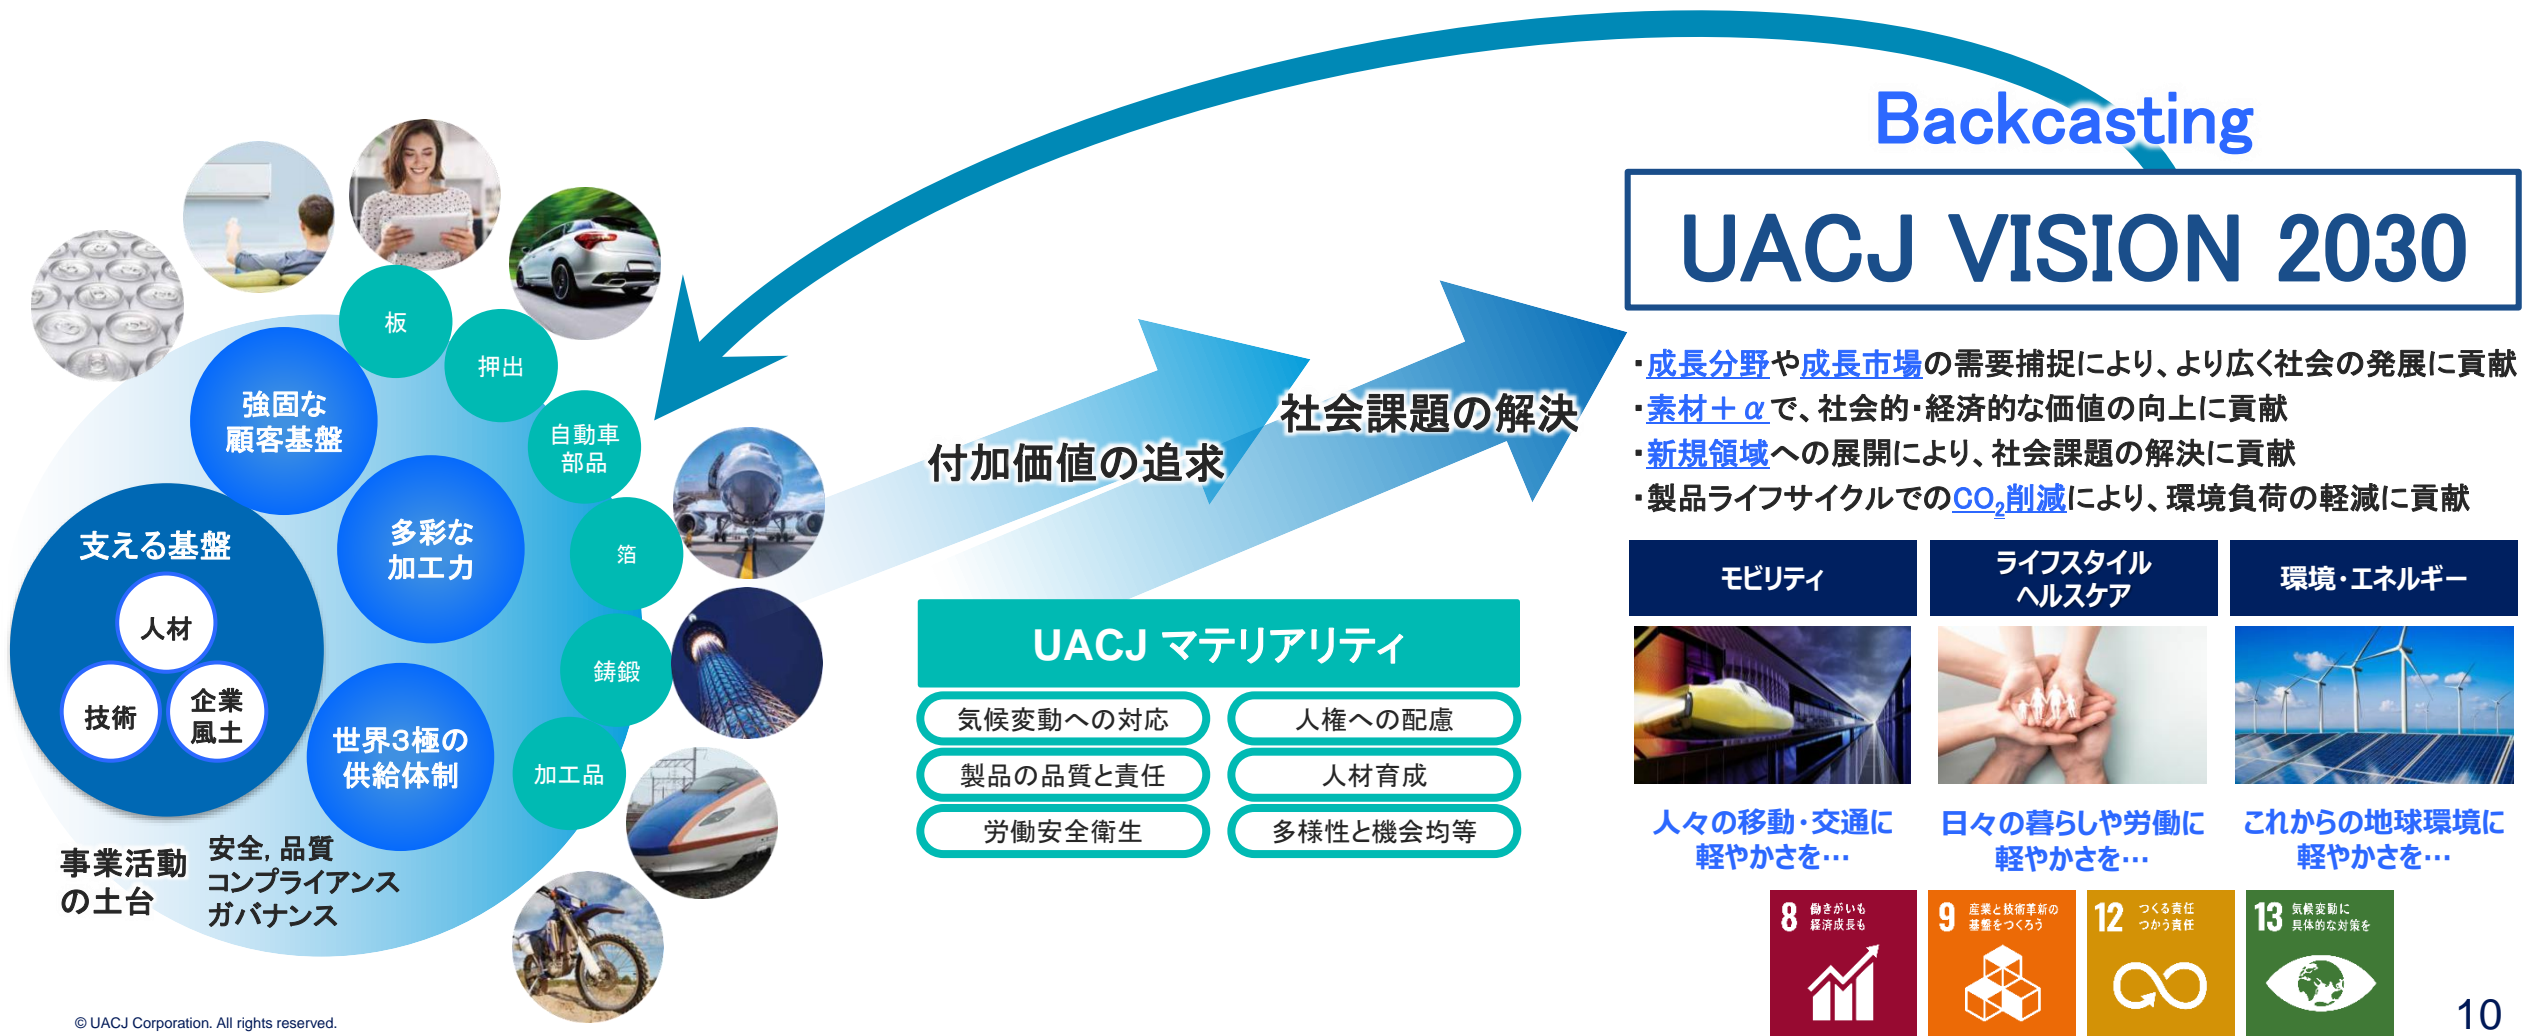 Backcasting
UACJ VISION 2030
・成長分野や成長市場の需要捕捉により、より広く社会の発展に貢献
・素材＋αで、社会的・経済的な価値の向上に貢献
・新規領域への展開により、社会課題の解決に貢献
・製品ライフサイクルでのCO₂削減により、環境負荷の軽減に貢献
板
押出
自動車
部品
箔
鋳鍛
加工品
強固な
顧客基盤
多彩な
加工力
世界3極の
供給体制
支える基盤
人材
技術
企業
風土
事業活動
の土台
安全, 品質
コンプライアンス
ガバナンス
付加価値の追求
社会課題の解決
UACJ マテリアリティ
気候変動への対応
人権への配慮
製品の品質と責任
人材育成
労働安全衛生
多様性と機会均等
モビリティ
ライフスタイル
ヘルスケア
環境・エネルギー
人々の移動・交通に
軽やかさを…
日々の暮らしや労働に
軽やかさを…
これからの地球環境に
軽やかさを…
8 働きがいも
経済成長も
9 産業と技術革新の
基盤をつくろう
12 つくる責任
つかう責任
13 気候変動に
具体的な対策を
© UACJ Corporation. All rights reserved.
10